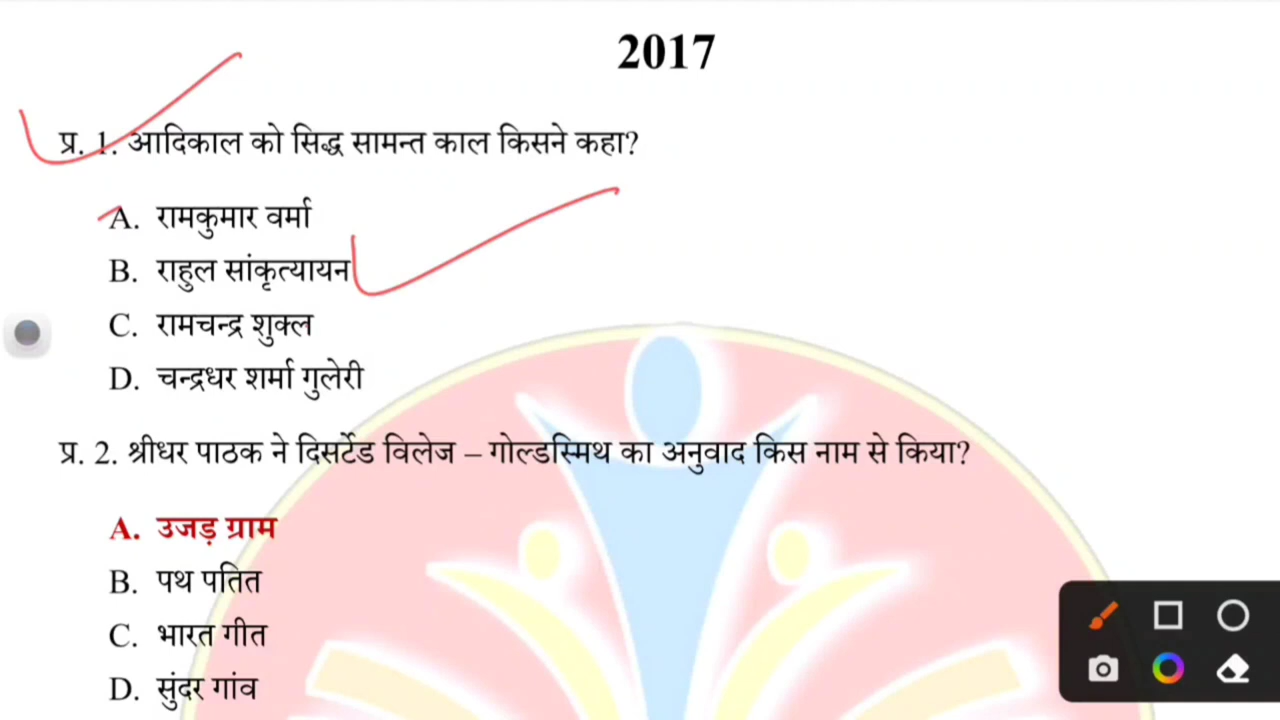 2017
प्र. 1. आदिकाल को सिद्ध सामन्त काल किसने कहा?
A. रामकुमार वर्मा
B. राहुल सांकृत्यायन
C. रामचन्द्र शुक्ल
D. चन्द्रधर शर्मा गुलेरी
प्र. 2. श्रीधर पाठक ने दिसर्टेड विलेज – गोल्डस्मिथ का अनुवाद किस नाम से किया?
A. उजड़ ग्राम
B. पथ पतित
C. भारत गीत
D. सुंदर गांव